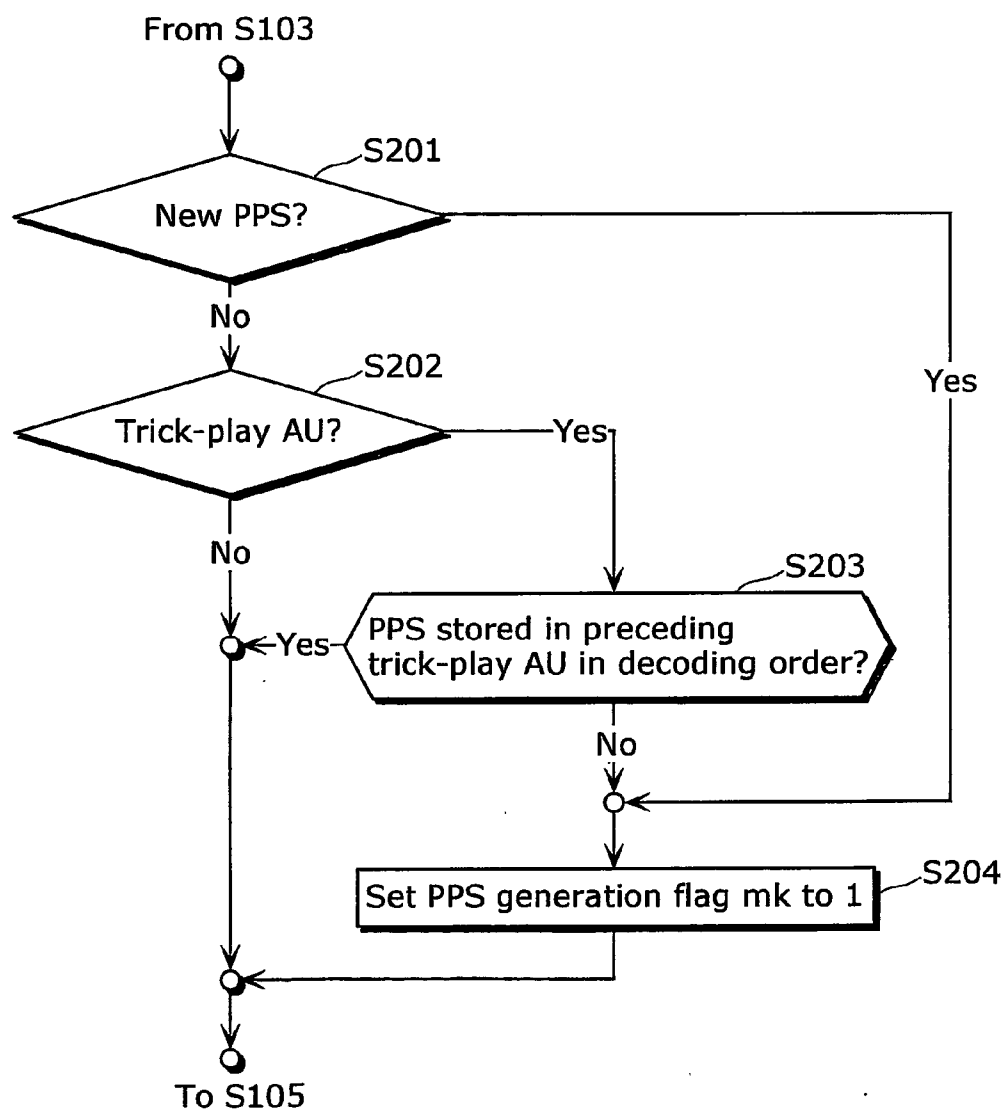 From S103
S201
New PPS?
No
Yes
S202
Trick-play AU?
Yes
No
S203
PPS stored in preceding
trick-play AU in decoding order?
Yes
No
S204
Set PPS generation flag mk to 1
To S105